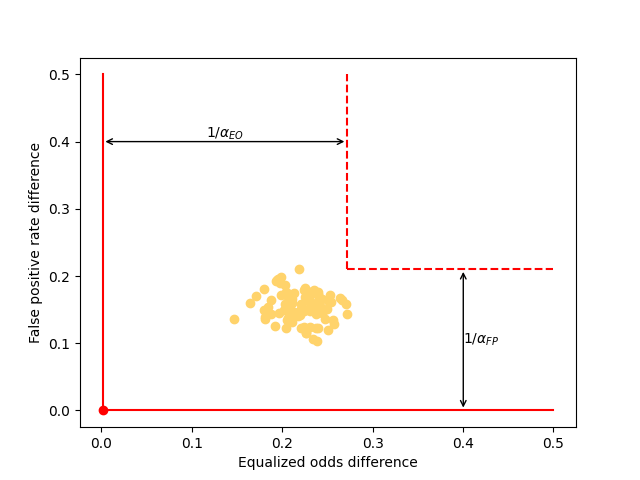 0.5
0.4
0.3
0.2
0.1
0.0
False positive rate difference
1/α_EO
1/α_FP
0.0 0.1 0.2 0.3 0.4 0.5
Equalized odds difference